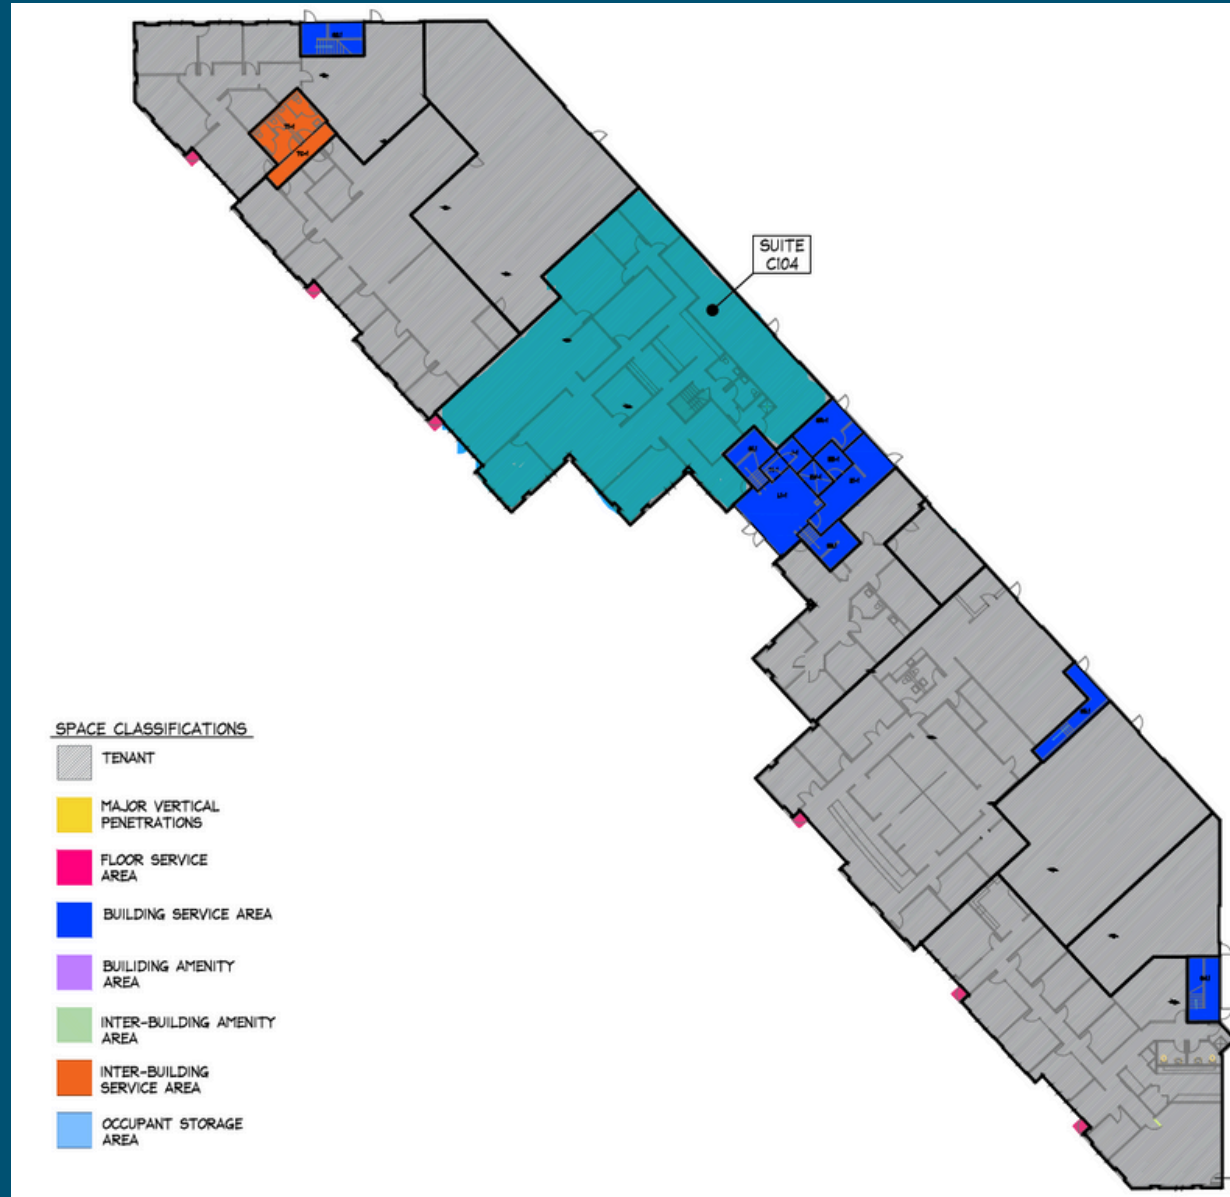 SUITE
C104
SPACE CLASSIFICATIONS
TENANT
MAJOR VERTICAL
PENETRATIONS
FLOOR SERVICE
AREA
BUILDING SERVICE AREA
BUILIDING AMENITY
AREA
INTER-BUILDING AMENITY
AREA
INTER-BUILDING
SERVICE AREA
OCCUPANT STORAGE
AREA